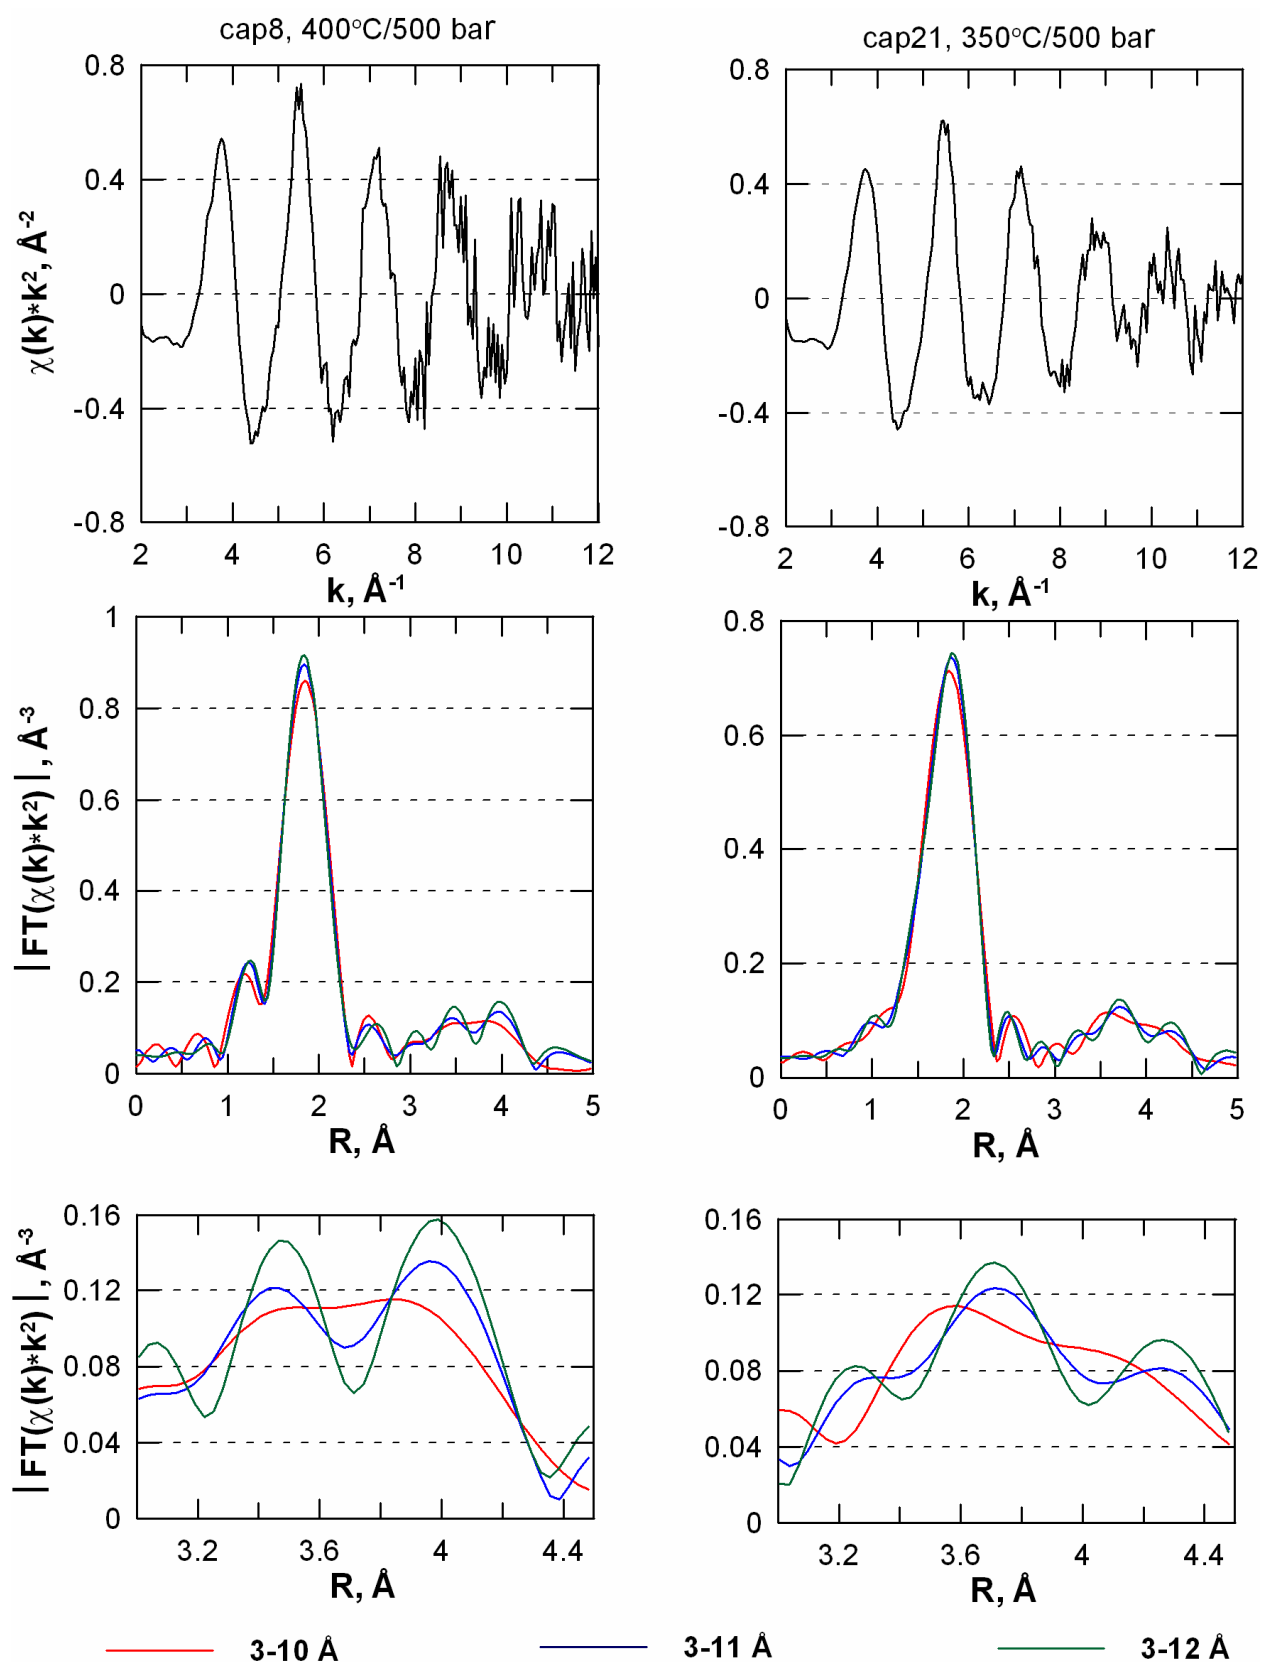 cap8, 400°C/500 bar
cap21, 350°C/500 bar
χ(k)*k², Å⁻²
0.8
0.4
0
-0.4
-0.8
2 4 6 8 10 12
k, Å⁻¹
0.8
0.4
0
-0.4
-0.8
2 4 6 8 10 12
k, Å⁻¹
|FT(χ(k)*k²)|, Å⁻³
1
0.8
0.6
0.4
0.2
0
0 1 2 3 4 5
R, Å
0.8
0.6
0.4
0.2
0
0 1 2 3 4 5
R, Å
|FT(χ(k)*k²)|, Å⁻³
0.16
0.12
0.08
0.04
0
3.2 3.6 4 4.4
R, Å
0.16
0.12
0.08
0.04
0
3.2 3.6 4 4.4
R, Å
3-10 Å
3-11 Å
3-12 Å